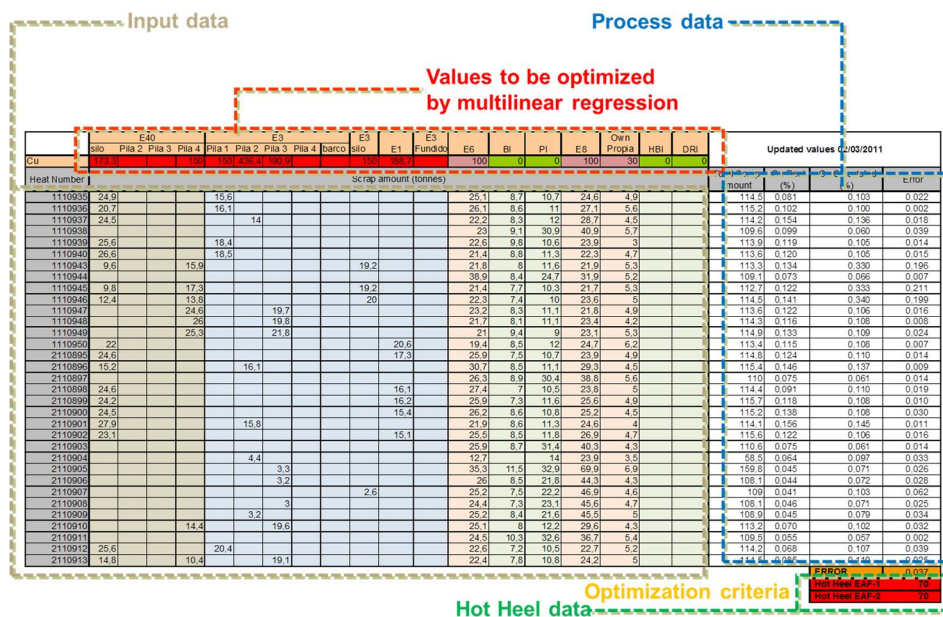 Input data
Process data
Values to be optimized
by multilinear regression
E40 E3 E3 E3 Own
silo Pila 2 Pila 3 Pila 4 Pila 1 Pila 2 Pila 3 Pila 4 barco silo E1 Fundido E6 BI PI E8 Propia HBI DRI Updated values 02/03/2011
Cu 173,3 150 150 436,4 190,9 150 188,7 100 0 0 100 30 0 0
Heat Number Scrap amount (tonnes)
amount (%) (%) Error
1110935 24,9 15,6 25,1 8,7 10,7 24,6 4,9 114.5 0.081 0.103 0.022
1110936 20,7 16,1 26,1 8,6 11 27,1 5,6 115.2 0.102 0.100 0.002
1110937 24,5 14 22,2 8,3 12 28,7 4,5 114.2 0.154 0.136 0.018
1110938 23 9,1 30,9 40,9 5,7 109.6 0.099 0.060 0.039
1110939 25,6 18,4 22,6 9,8 10,6 23,9 3 113.9 0.119 0.105 0.014
1110940 26,6 18,5 21,4 8,8 11,3 22,3 4,7 113.6 0.120 0.105 0.015
1110943 9,6 15,9 19,2 21,8 8 11,6 21,9 5,3 113.3 0.134 0.330 0.196
1110944 38,9 8,4 24,7 31,9 5,2 109.1 0.073 0.066 0.007
1110945 9,8 17,3 19,2 21,4 7,7 10,3 21,7 5,3 112.7 0.122 0.333 0.211
1110946 12,4 13,8 20 22,3 7,4 10 23,6 5 114.5 0.141 0.340 0.199
1110947 24,6 19,7 23,2 8,3 11,1 21,8 4,9 113.6 0.122 0.106 0.016
1110948 26 19,8 21,7 8,1 11,1 23,4 4,2 114.3 0.116 0.108 0.008
1110949 25,3 21,8 21 9,4 9 23,1 5,3 114.9 0.133 0.109 0.024
1110950 22 20,6 19,4 8,5 12 24,7 6,2 113.4 0.115 0.108 0.007
2110895 24,6 17,3 25,9 7,5 10,7 23,9 4,9 114.8 0.124 0.110 0.014
2110896 15,2 16,1 30,7 8,5 11,1 29,3 4,5 115.4 0.146 0.137 0.009
2110897 26,3 8,9 30,4 38,8 5,6 110 0.075 0.061 0.014
2110898 24,6 16,1 27,4 7 10,5 23,8 5 114.4 0.091 0.110 0.019
2110899 24,2 16,2 25,9 7,3 11,6 25,6 4,9 115.7 0.118 0.108 0.010
2110900 24,5 15,4 26,2 8,6 10,8 25,2 4,5 115.2 0.138 0.108 0.030
2110901 27,9 15,8 21,9 8,6 11,3 24,6 4 114.1 0.156 0.145 0.011
2110902 23,1 15,1 25,5 8,5 11,8 26,9 4,7 115.6 0.122 0.106 0.016
2110903 25,9 8,7 31,4 40,3 4,3 110.6 0.075 0.061 0.014
2110904 4,4 12,7 14 23,9 3,5 58.5 0.064 0.097 0.033
2110905 3,3 35,3 11,5 32,9 69,9 6,9 159.8 0.045 0.071 0.026
2110906 3,2 26 8,5 21,8 44,3 4,3 108.1 0.044 0.072 0.028
2110907 2,6 25,2 7,5 22,2 46,9 4,6 109 0.041 0.103 0.062
2110908 3 24,4 7,3 23,1 45,6 4,7 108.1 0.046 0.071 0.025
2110909 3,2 25,2 8,4 21,6 45,5 5 108.9 0.045 0.079 0.034
2110910 14,4 19,6 25,1 8 12,2 29,6 4,3 113.2 0.070 0.102 0.032
2110911 24,5 10,3 32,6 36,7 5,4 109.5 0.055 0.057 0.002
2110912 25,6 20,4 22,6 7,2 10,5 22,7 5,2 114.2 0.068 0.107 0.039
2110913 14,8 10,4 19,1 22,4 7,8 10,8 24,2 5
ERROR 0.037
Optimization criteria
Hot Heel EAF-1 70
Hot Heel EAF-2 70
Hot Heel data